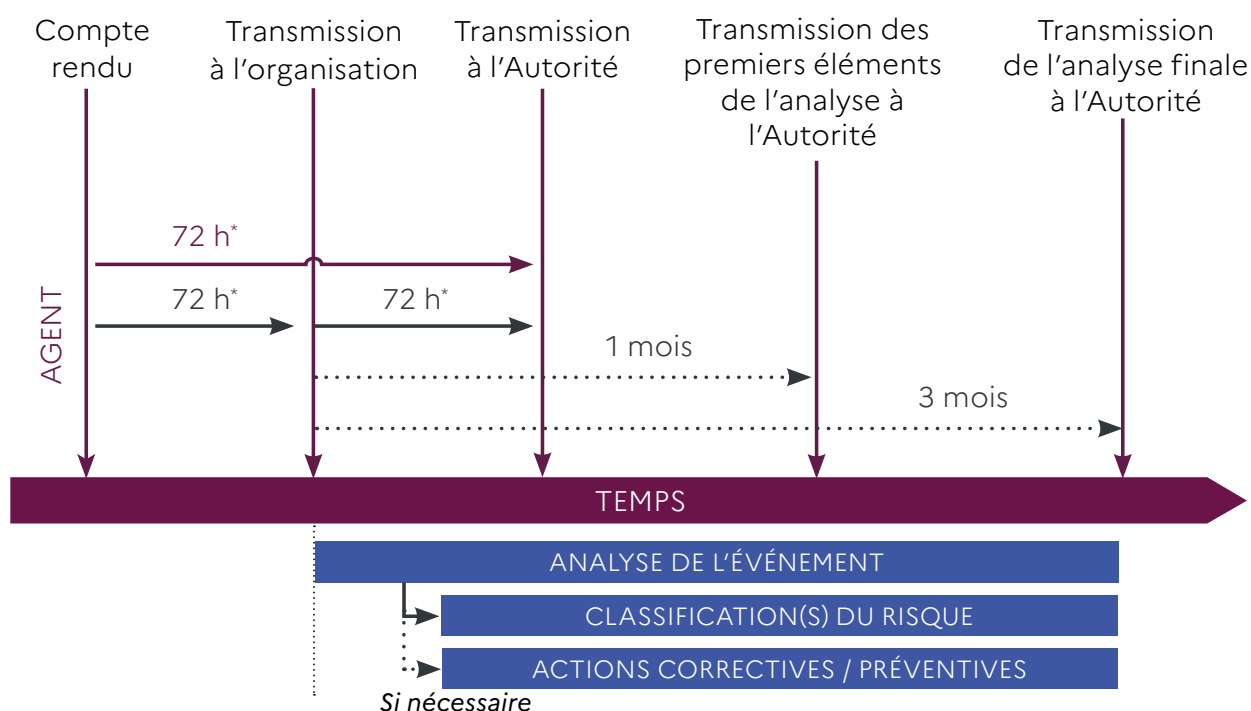 Compte
rendu
Transmission
à l'organisation
Transmission
à l'Autorité
Transmission des
premiers éléments
de l'analyse à
l'Autorité
Transmission
de l'analyse finale
à l'Autorité
72 h*
72 h*
72 h*
AGENT
1 mois
3 mois
TEMPS
ANALYSE DE L'ÉVÉNEMENT
CLASSIFICATION(S) DU RISQUE
ACTIONS CORRECTIVES / PRÉVENTIVES
Si nécessaire